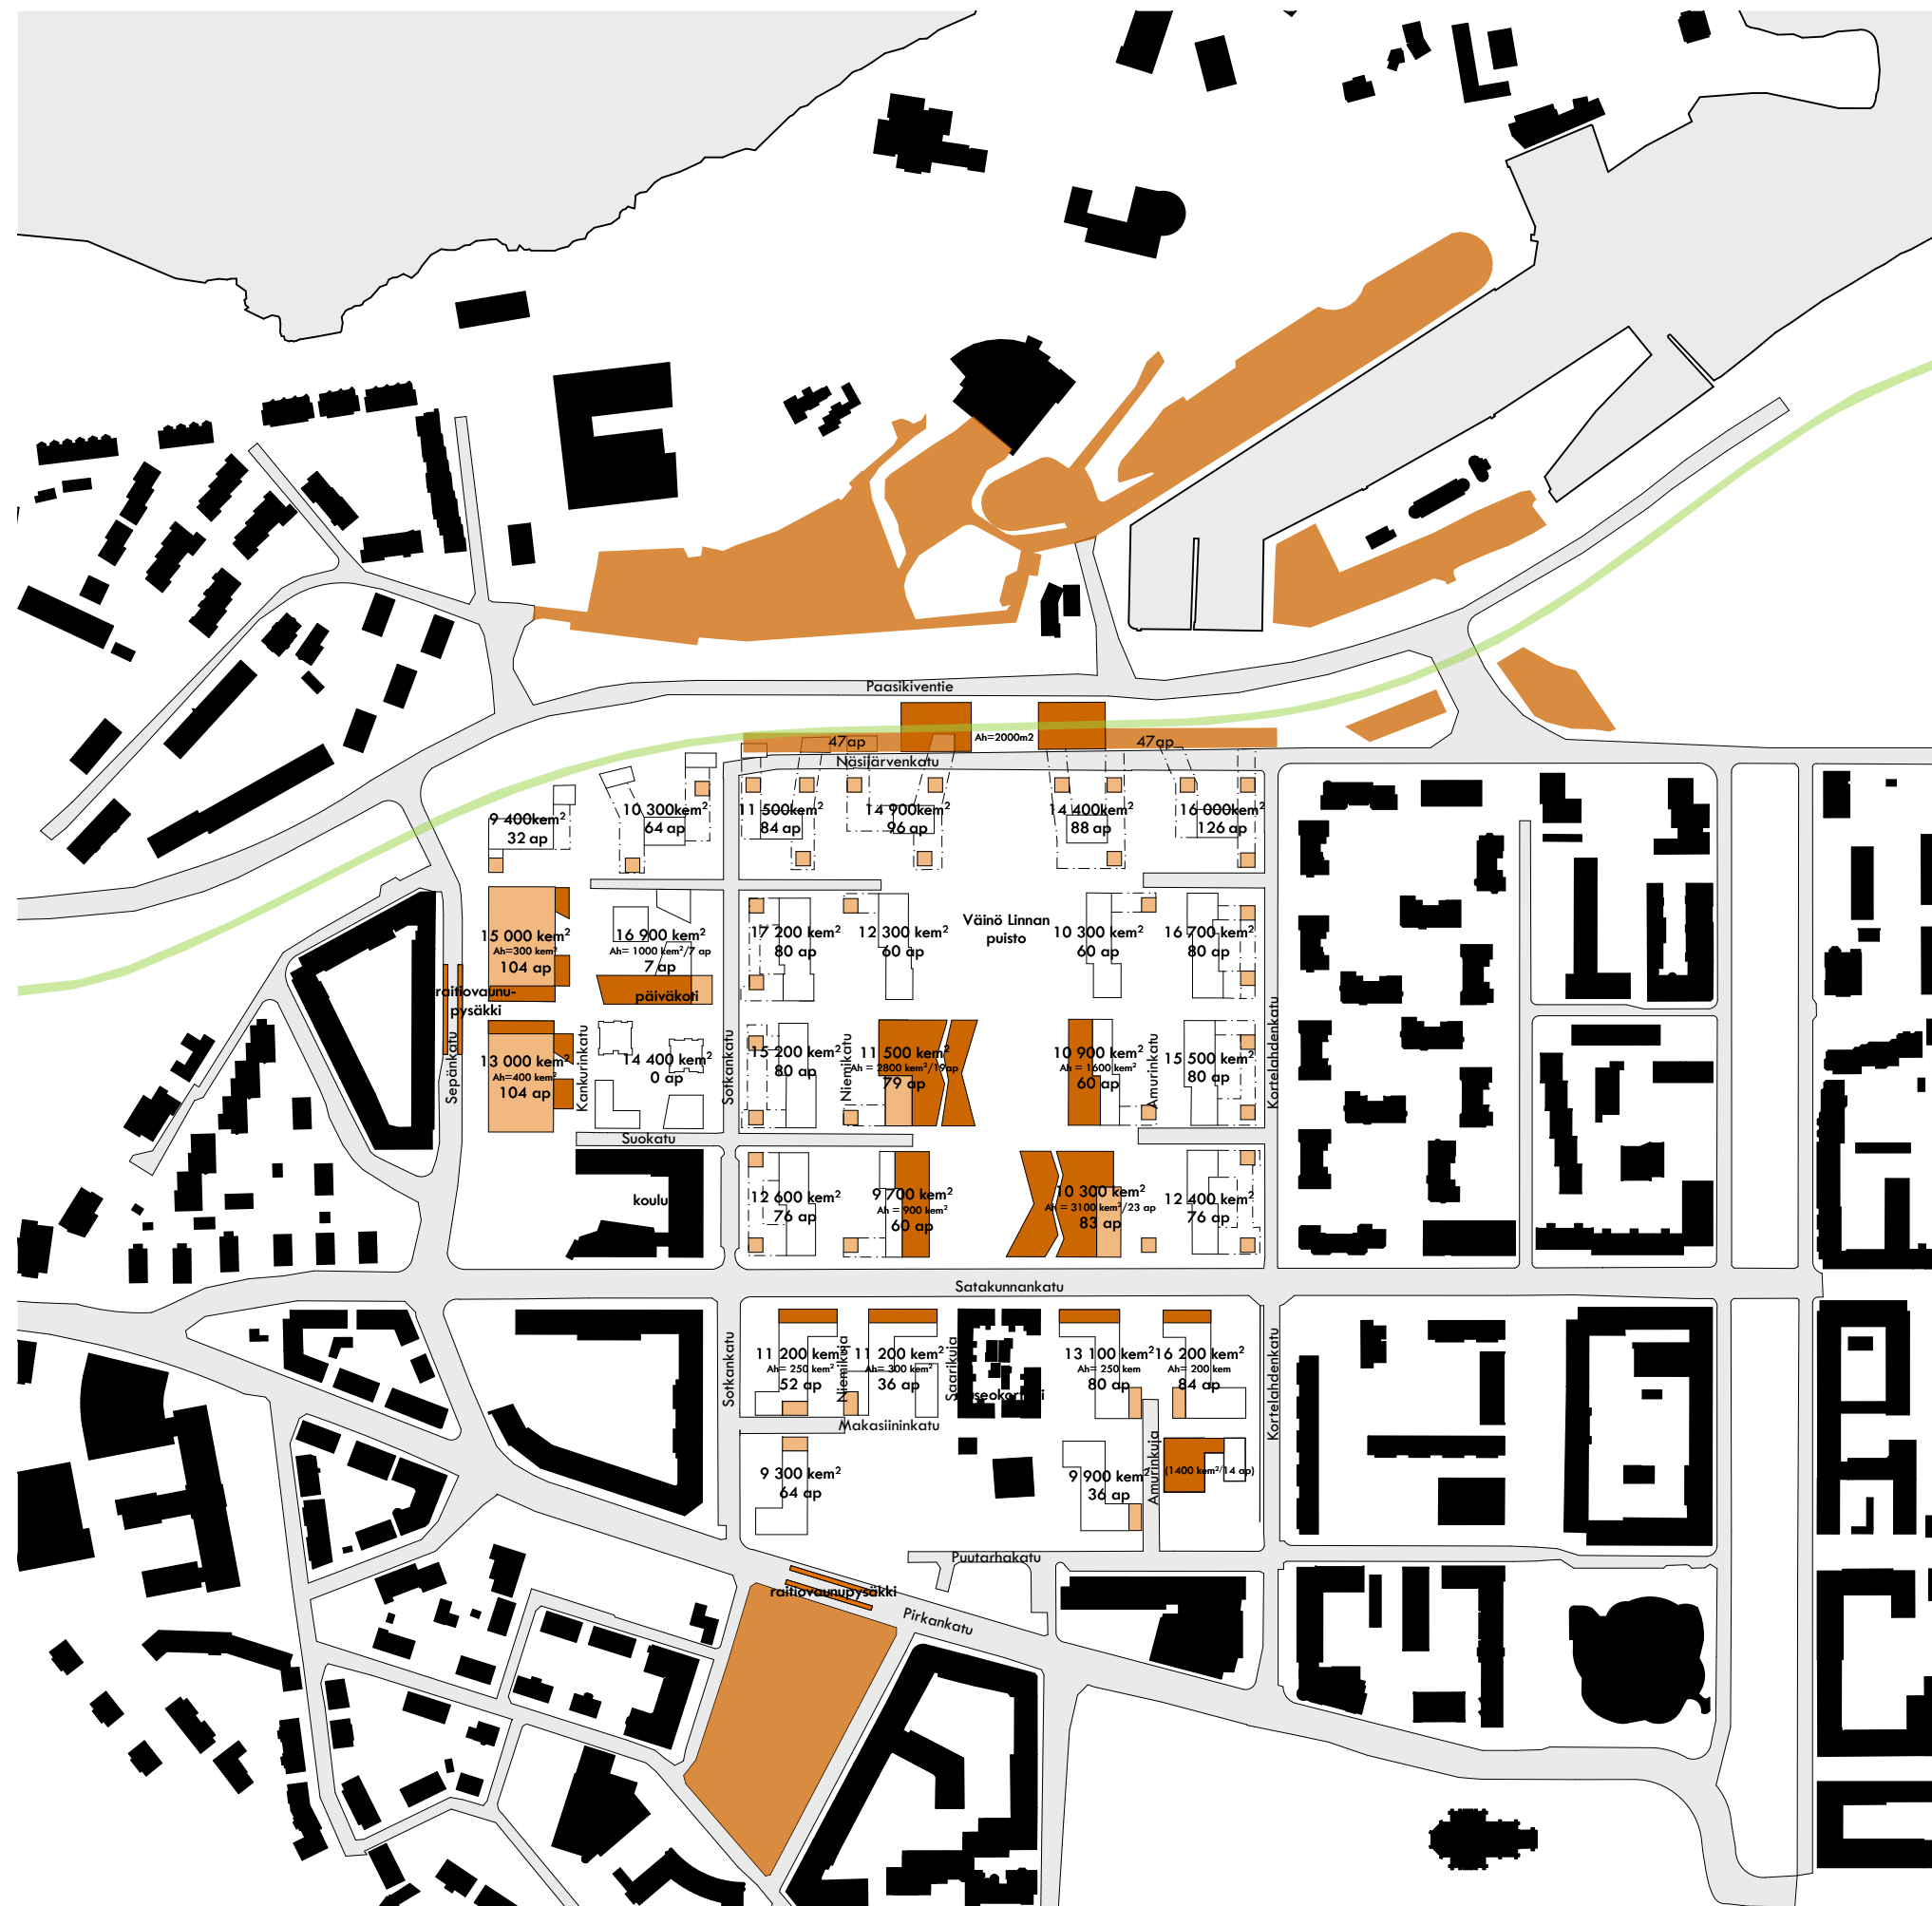 Paasikiventie
47ap
Ah=2000m2
47ap
Näsijärvenkatu
9 400kem²
32 ap
10 300kem²
64 ap
11 500kem²
84 ap
14 900kem²
96 ap
14 400kem²
88 ap
16 000kem²
126 ap
15 000 kem²
Ah=300 kem²
104 ap
16 900 kem²
Ah= 1000 kem²/7 ap
7 ap
päiväkoti
17 200 kem²
80 ap
12 300 kem²
60 ap
Väinö Linnan
puisto
10 300 kem²
60 ap
16 700 kem²
80 ap
raitiovaunu-
pysäkki
Sepänkatu
13 000 kem²
Ah=400 kem²
104 ap
Kankurinkatu
14 400 kem²
0 ap
Sotkankatu
15 200 kem²
80 ap
Niemikatu
11 500 kem²
Ah = 2800 kem²/19ap
79 ap
10 900 kem²
Ah = 1600 kem²
60 ap
Amurinkatu
15 500 kem²
80 ap
Kortelahdenkatu
Suokatu
koulu
12 600 kem²
76 ap
9 700 kem²
Ah = 900 kem²
60 ap
10 300 kem²
Ah = 3100 kem²/23 ap
83 ap
12 400 kem²
76 ap
Satakunnankatu
Sotkankatu
11 200 kem²
Ah= 250 kem²
52 ap
Niemikuja
11 200 kem²
Ah= 300 kem²
36 ap
Saarikuja
13 100 kem²
Ah= 250 kem
80 ap
16 200 kem²
Ah= 200 kem
84 ap
Kortelahdenkatu
Makasiininkatu
9 300 kem²
64 ap
9 900 kem²
36 ap
Amurinkuja
(1400 kem²/14 ap)
Puutarhakatu
raitiovaunupysäkki
Pirkankatu